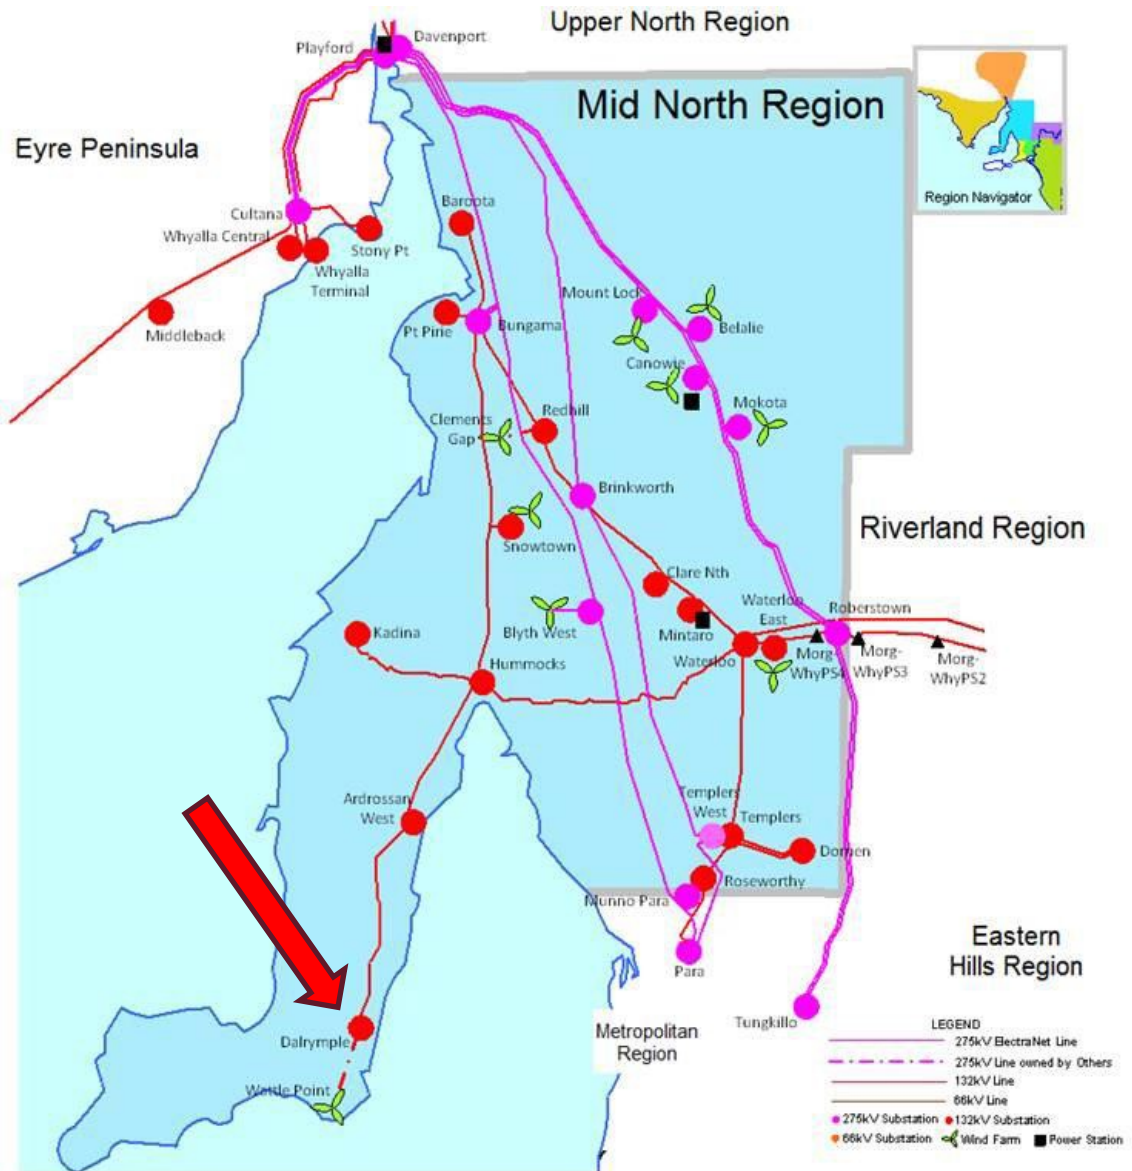 Upper North Region
Playford
Davenport
Mid North Region
Eyre Peninsula
Region Navigator
Cultana
Baroota
Whyalla Central
Stony Pt
Whyalla
Terminal
Middleback
Mount Lock
Belalie
Pt Pirie
Bungama
Canowie
Mokota
Clements
Gap
Redhill
Brinkworth
Riverland Region
Snowtown
Clare Nth
Waterloo
East
Roberstown
Blyth West
Mintaro
Kadina
Waterloo
Morg-
WhyPS4
Morg-
WhyPS3
Morg-
WhyPS2
Hummocks
Ardrossan
West
Templers
West
Templers
Dorrien
Roseworthy
Munno Para
Para
Eastern
Hills Region
Tungkillo
Metropolitan
Region
Dalrymple
Wattle Point
LEGEND
275kV ElectraNet Line
275kV Line owned by Others
132kV Line
66kV Line
275kV Substation
132kV Substation
66kV Substation
Wind Farm
Power Station